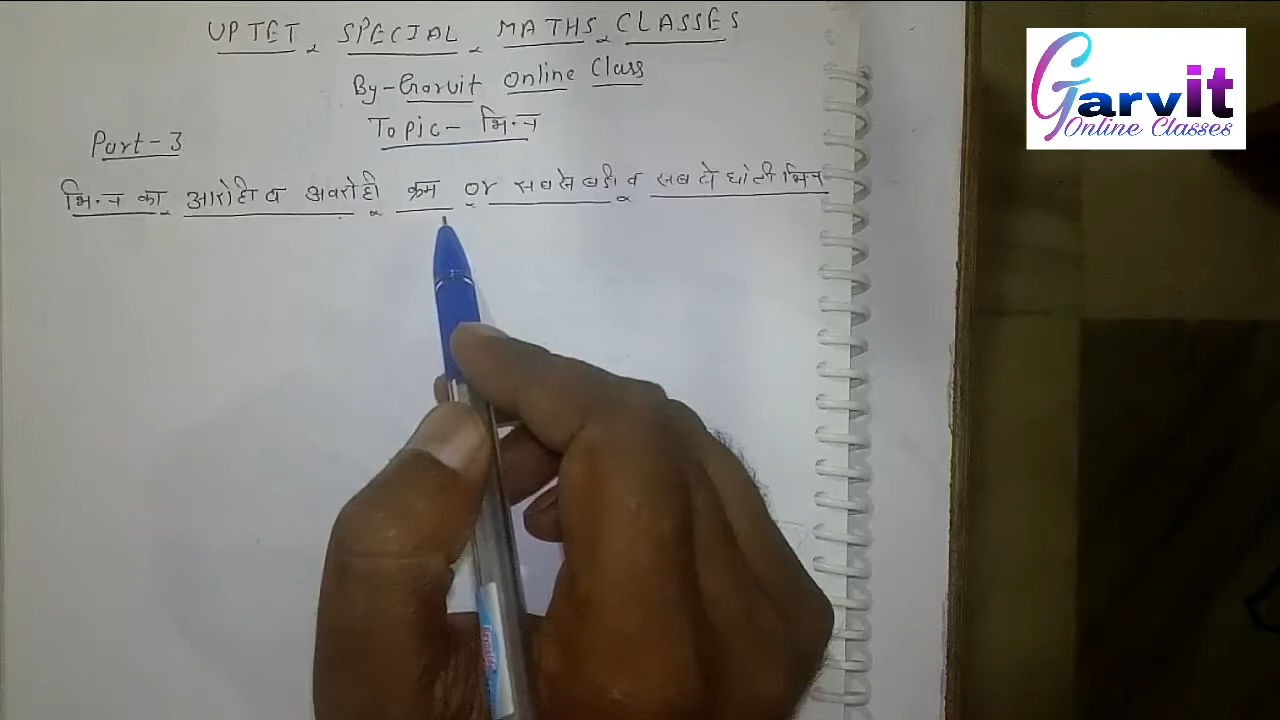 UPTET SPECIAL MATHS CLASSES
By-Garvit Online Class
Topic- भिन्न
Part-3
भिन्न का आरोही व अवरोही क्रम or सबसे बड़ी व सबसे छोटी भिन्न
Garvit
Online Classes